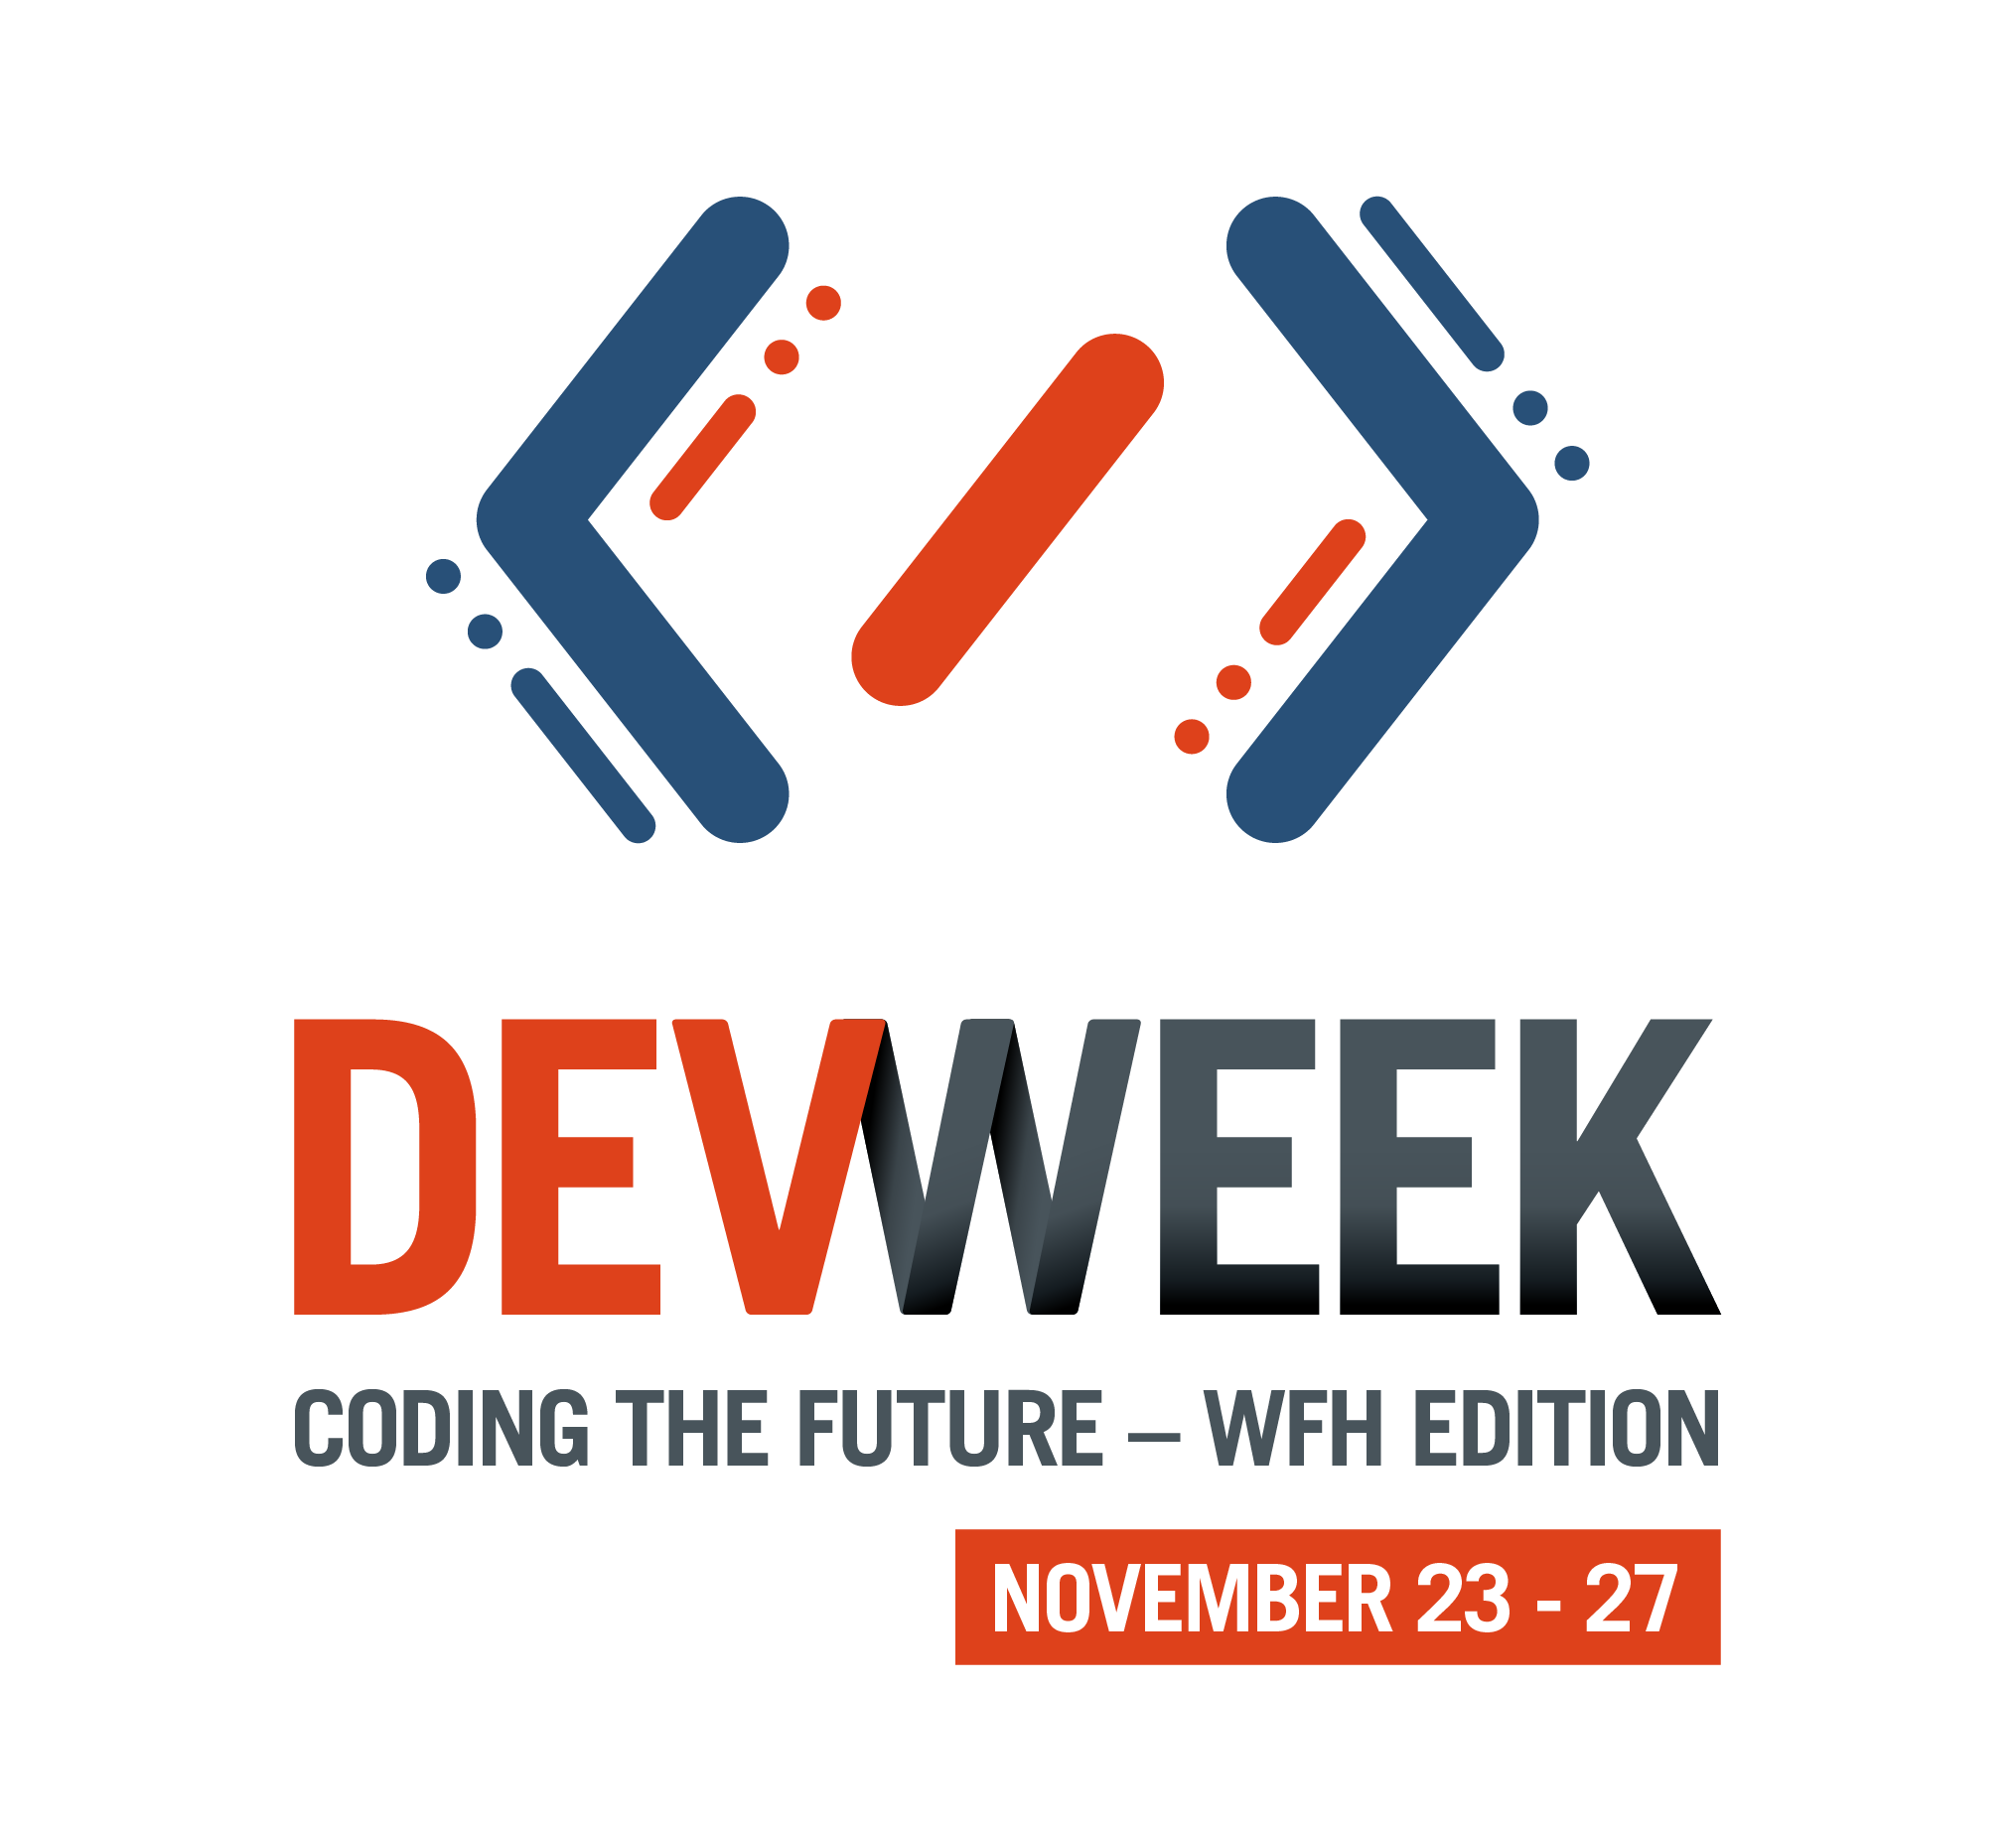 DEVWEEK
CODING THE FUTURE — WFH EDITION
NOVEMBER 23 - 27